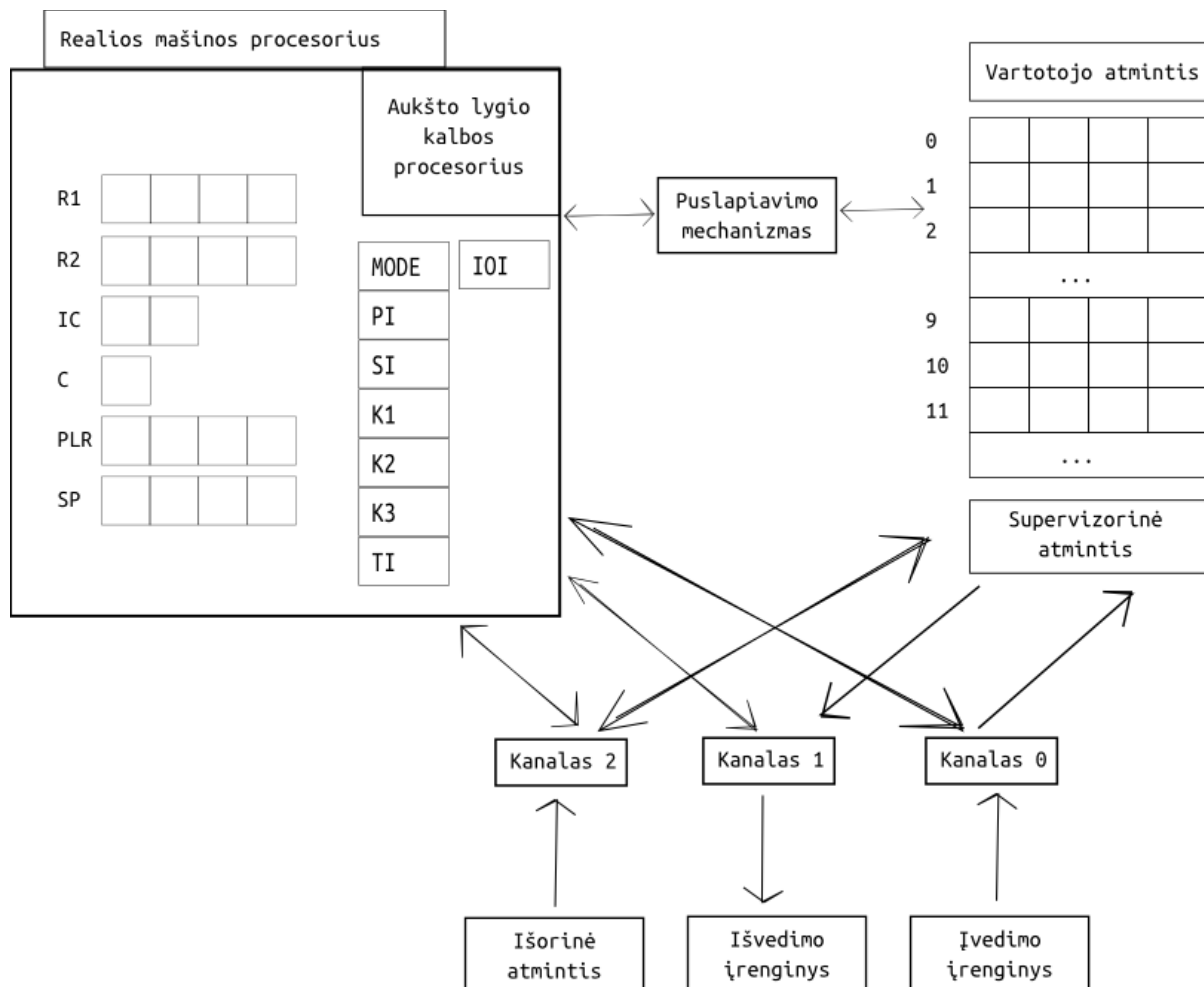 Realios mašinos procesorius
Aukšto lygio
kalbos
procesorius
R1
R2
IC
C
PLR
SP
MODE
IOI
PI
SI
K1
K2
K3
TI
Puslapiavimo
mechanizmas
Vartotojo atmintis
0
1
2
...
9
10
11
...
Supervizorinė
atmintis
Kanalas 2
Kanalas 1
Kanalas 0
Išorinė
atmintis
Išvedimo
įrenginys
Įvedimo
įrenginys